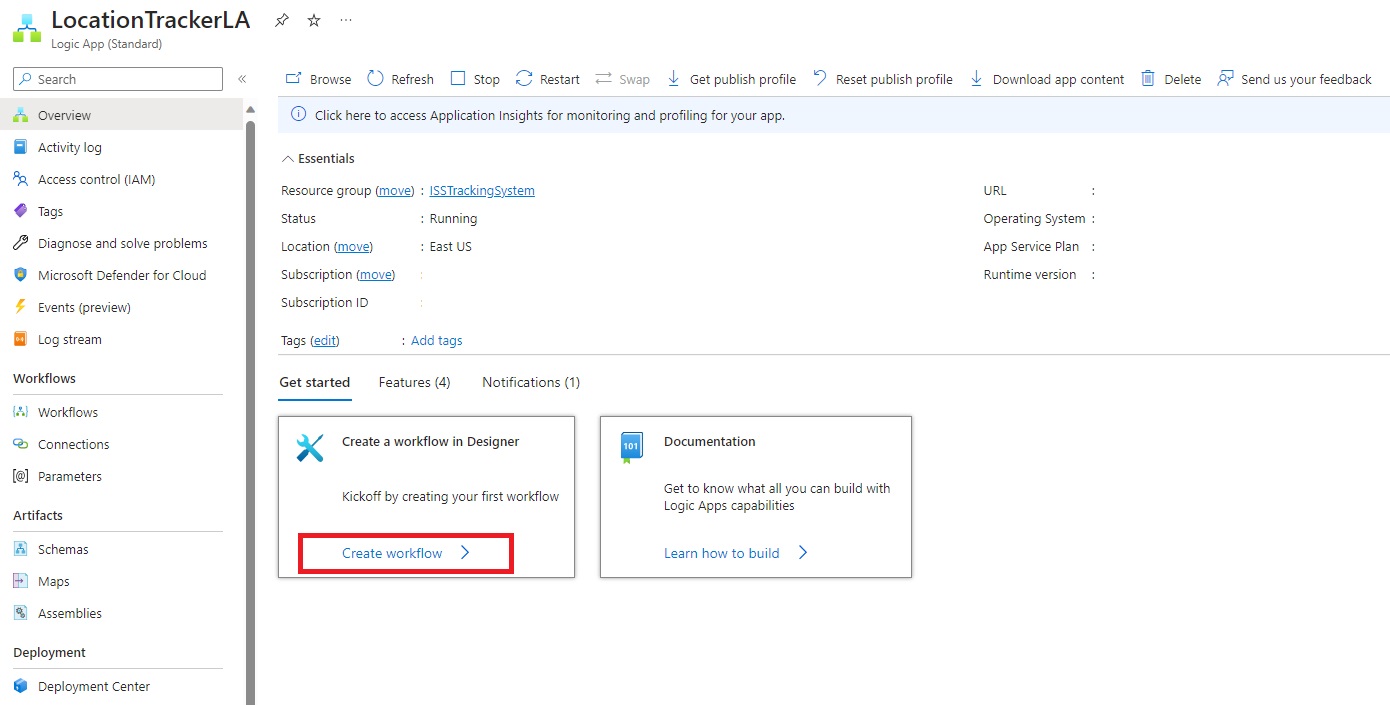 LocationTrackerLA
Logic App (Standard)
Search
«
Browse Refresh Stop Restart Swap Get publish profile Reset publish profile Download app content Delete Send us your feedback
Click here to access Application Insights for monitoring and profiling for your app.
Overview
Activity log
Access control (IAM)
Tags
Diagnose and solve problems
Microsoft Defender for Cloud
Events (preview)
Log stream
Workflows
Workflows
Connections
Parameters
Artifacts
Schemas
Maps
Assemblies
Deployment
Deployment Center
Essentials
Resource group (move) : ISSTrackingSystem
Status : Running
Location (move) : East US
Subscription (move) :
Subscription ID :
URL :
Operating System :
App Service Plan :
Runtime version :
Tags (edit) : Add tags
Get started Features (4) Notifications (1)
Create a workflow in Designer
Kickoff by creating your first workflow
Create workflow
101
Documentation
Get to know what all you can build with
Logic Apps capabilities
Learn how to build